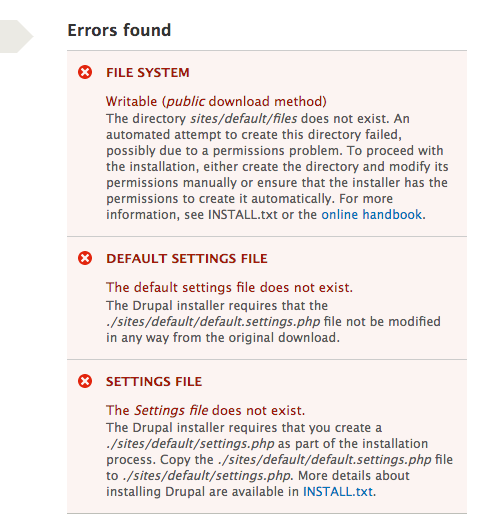 Errors found
FILE SYSTEM
Writable (public download method)
The directory sites/default/files does not exist. An
automated attempt to create this directory failed,
possibly due to a permissions problem. To proceed with
the installation, either create the directory and modify its
permissions manually or ensure that the installer has the
permissions to create it automatically. For more
information, see INSTALL.txt or the online handbook.
DEFAULT SETTINGS FILE
The default settings file does not exist.
The Drupal installer requires that the
./sites/default/default.settings.php file not be modified
in any way from the original download.
SETTINGS FILE
The Settings file does not exist.
The Drupal installer requires that you create a
./sites/default/settings.php as part of the installation
process. Copy the ./sites/default/default.settings.php file
to ./sites/default/settings.php. More details about
installing Drupal are available in INSTALL.txt.